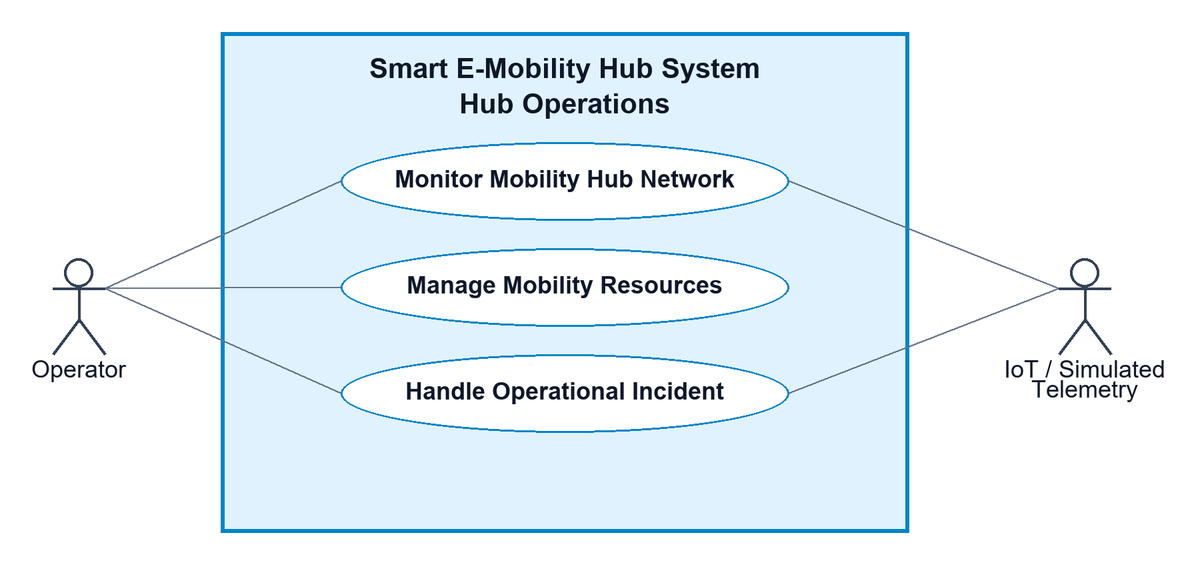 Smart E-Mobility Hub System
Hub Operations
Monitor Mobility Hub Network
Manage Mobility Resources
Handle Operational Incident
Operator
IoT / Simulated
Telemetry